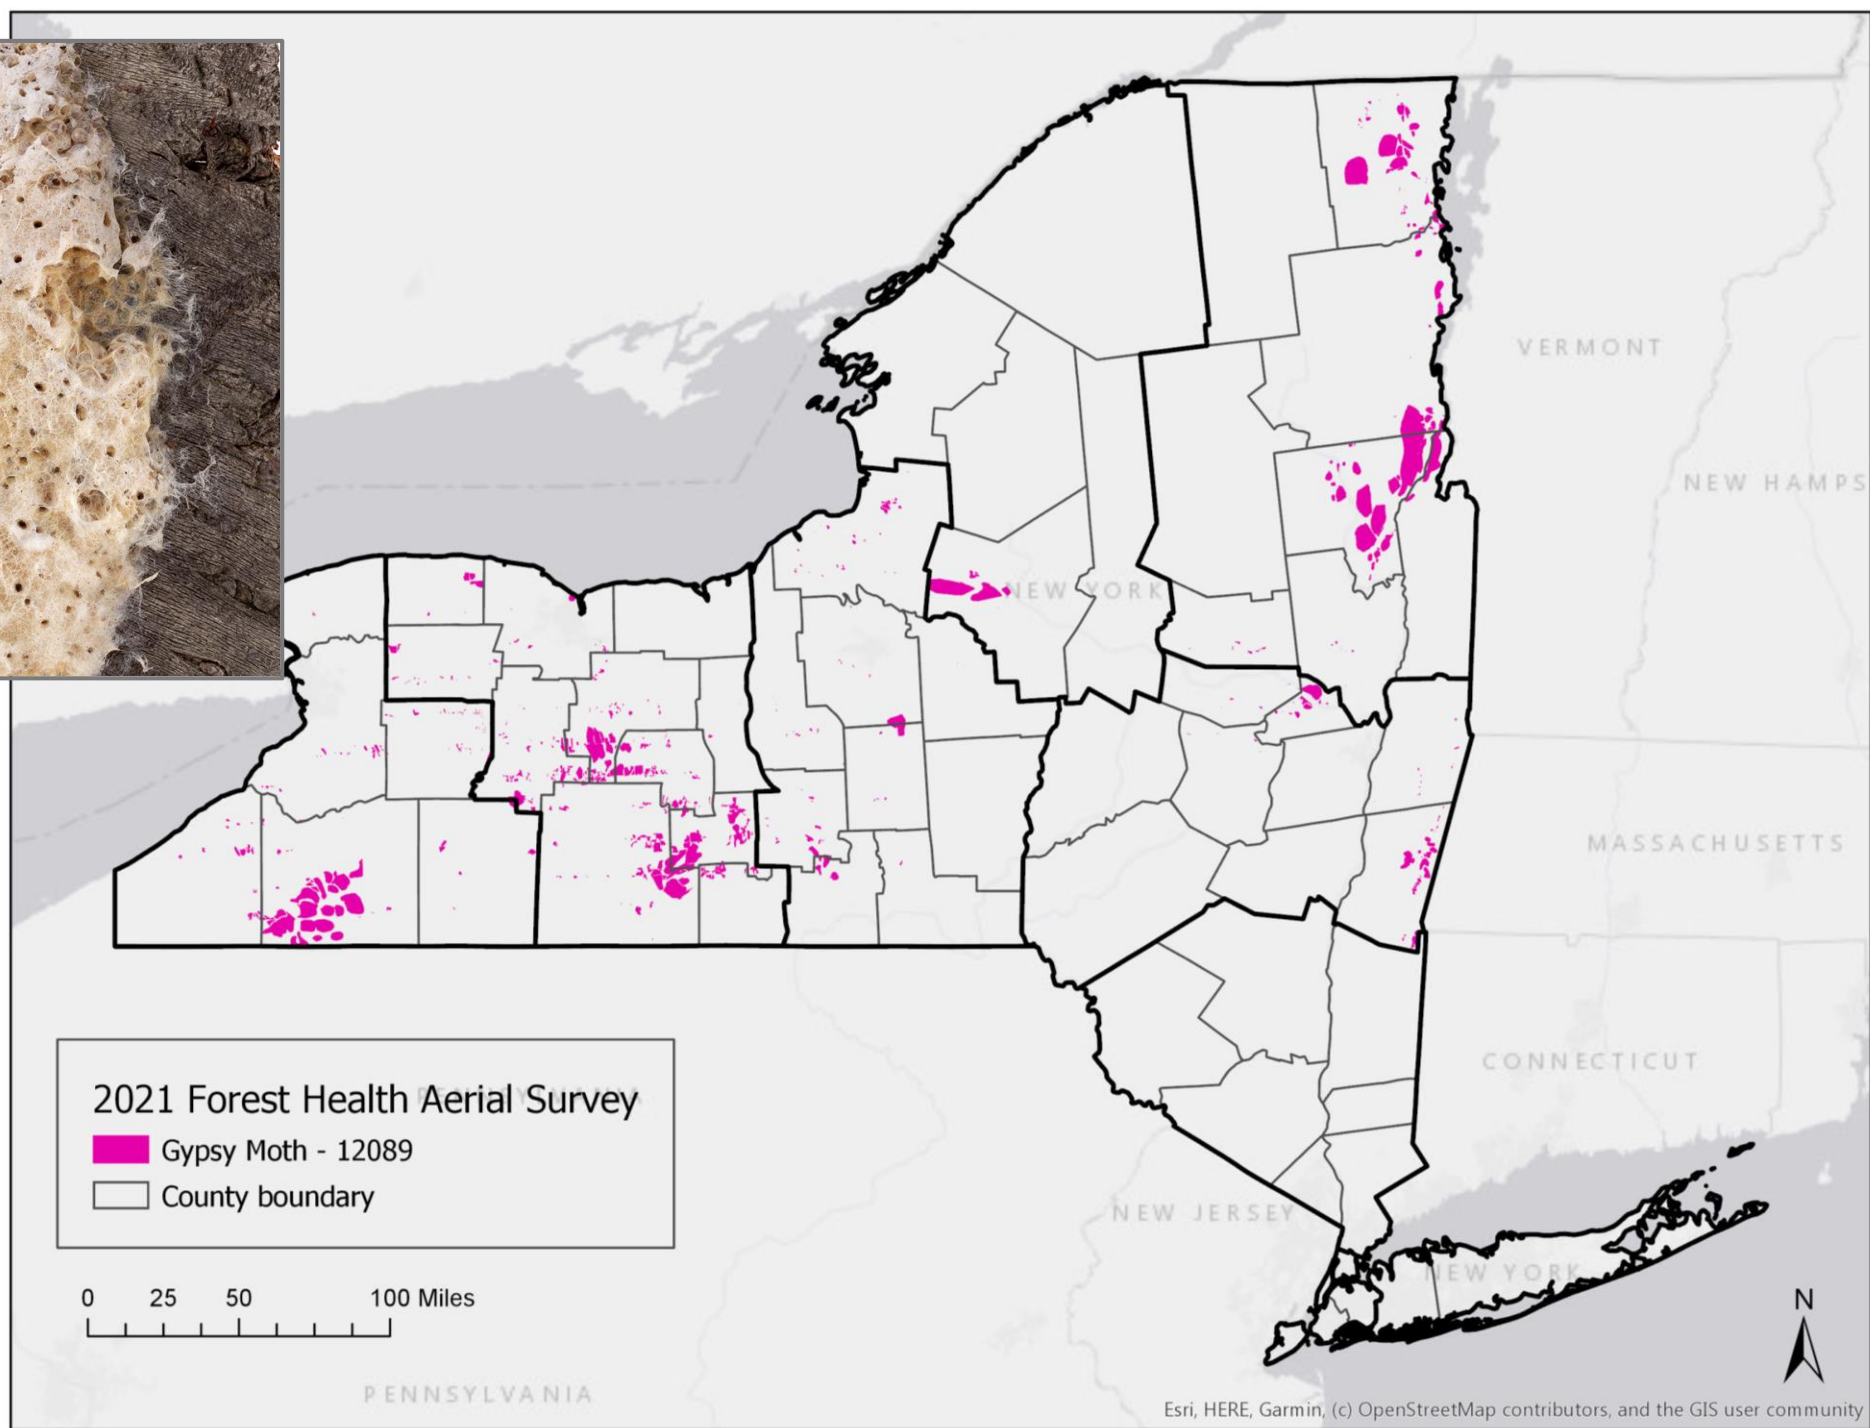 VERMONT
NEW HAMPS
NEW YORK
MASSACHUSETTS
CONNECTICUT
PENNSYLVANIA
2021 Forest Health Aerial Survey
Gypsy Moth - 12089
County boundary
NEW JERSEY
NEW YORK
0 25 50 100 Miles
N
PENNSYLVANIA
Esri, HERE, Garmin, (c) OpenStreetMap contributors, and the GIS user community